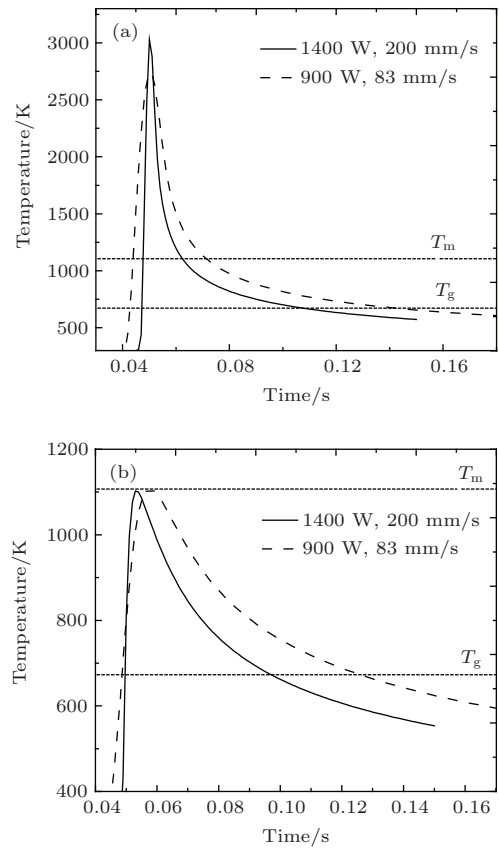 (a)
1400 W, 200 mm/s
900 W, 83 mm/s
3000
2500
2000
1500
1000
500
Temperature/K
Tm
Tg
0.04 0.08 0.12 0.16
Time/s
(b)
1400 W, 200 mm/s
900 W, 83 mm/s
1200
1000
800
600
400
Temperature/K
Tm
Tg
0.04 0.06 0.08 0.10 0.12 0.14 0.16
Time/s